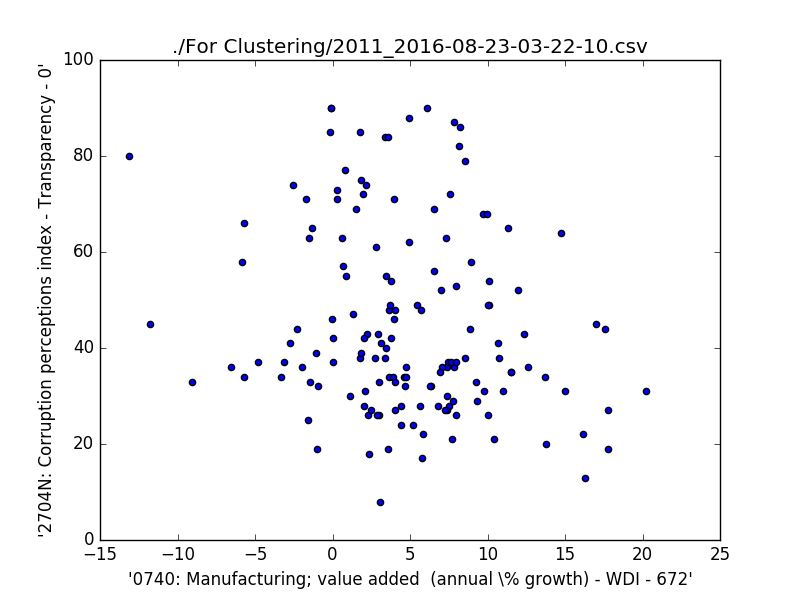 ./For Clustering/2011_2016-08-23-03-22-10.csv
100
80
60
40
20
0
'2704N: Corruption perceptions index - Transparency - 0'
−15 −10 −5 0 5 10 15 20 25
'0740: Manufacturing; value added  (annual \% growth) - WDI - 672'